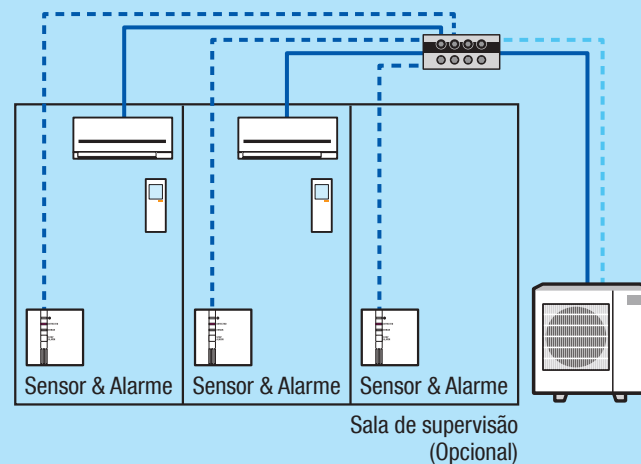 Sensor & Alarme
Sensor & Alarme
Sensor & Alarme
Sala de supervisão
(Opcional)